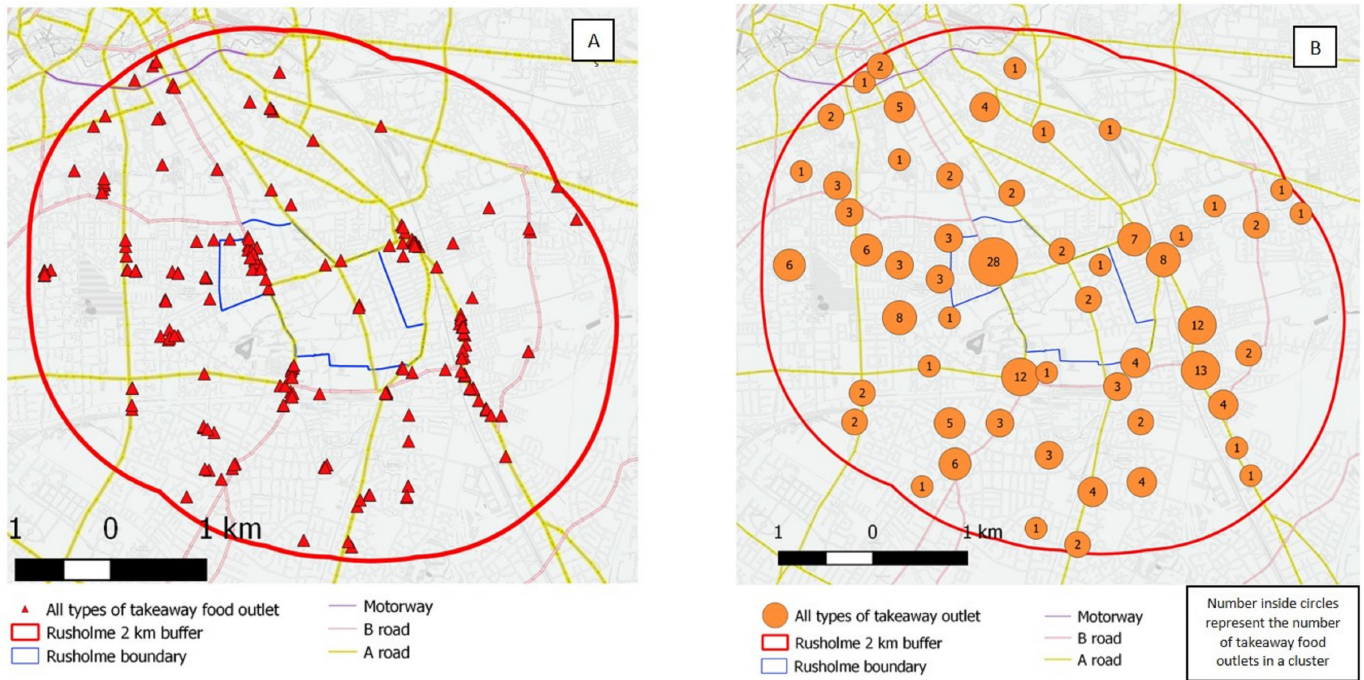 A
s
1 0 1 km
All types of takeaway food outlet
Rusholme 2 km buffer
Rusholme boundary
Motorway
B road
A road
B
2
1
1
5
4
2
1
1
1
1
3
2
2
1
3
1
1
2
6
3
7
1
2
8
6
3
28
1
3
2
8
1
12
4
2
1
12
1
13
3
2
4
2
5
3
2
1
3
6
1
4
4
1
1
2
1 0 1 km
All types of takeaway outlet
Rusholme 2 km buffer
Rusholme boundary
Motorway
B road
A road
Number inside circles
represent the number
of takeaway food
outlets in a cluster